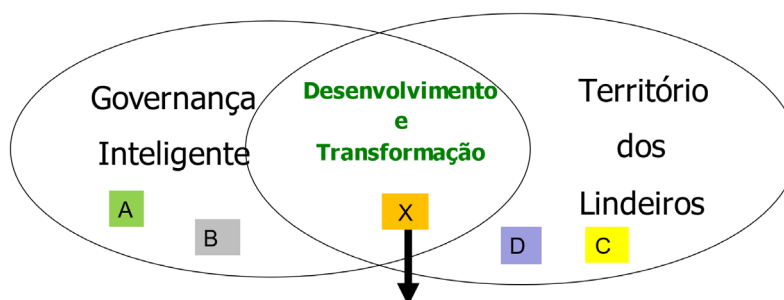 Governança
Inteligente
Desenvolvimento
e
Transformação
Território
dos
Lindeiros
A
B
X
D
C